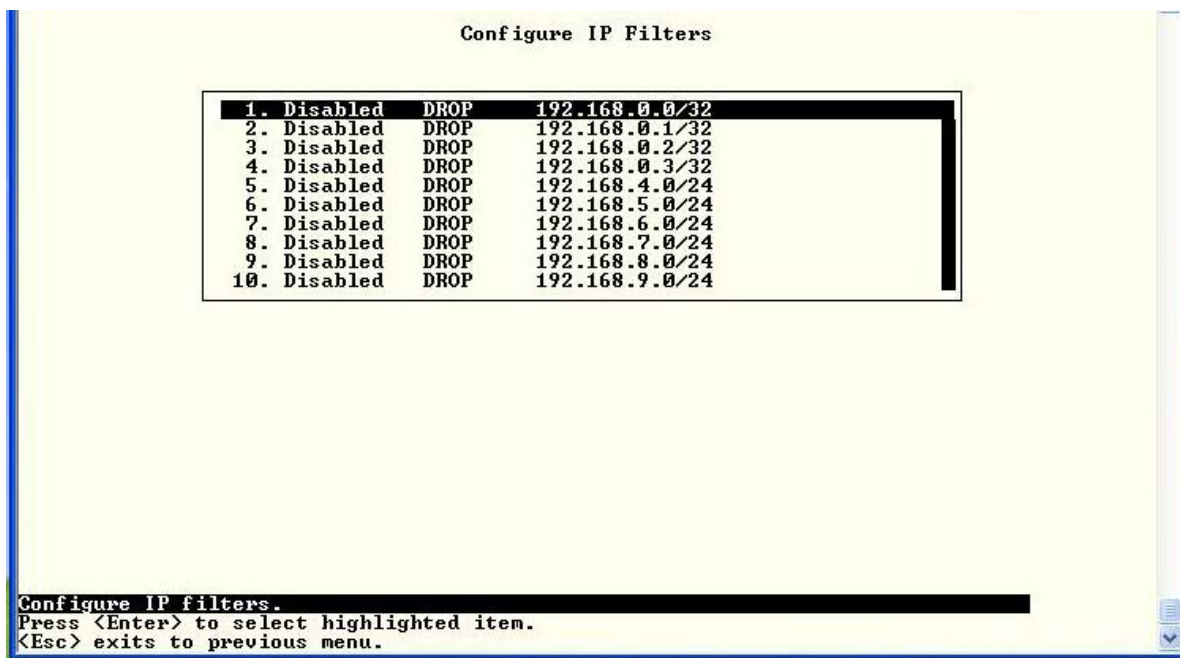 Configure IP Filters
1. Disabled DROP 192.168.0.0/32
2. Disabled DROP 192.168.0.1/32
3. Disabled DROP 192.168.0.2/32
4. Disabled DROP 192.168.0.3/32
5. Disabled DROP 192.168.4.0/24
6. Disabled DROP 192.168.5.0/24
7. Disabled DROP 192.168.6.0/24
8. Disabled DROP 192.168.7.0/24
9. Disabled DROP 192.168.8.0/24
10. Disabled DROP 192.168.9.0/24
Configure IP filters.
Press <Enter> to select highlighted item.
<Esc> exits to previous menu.